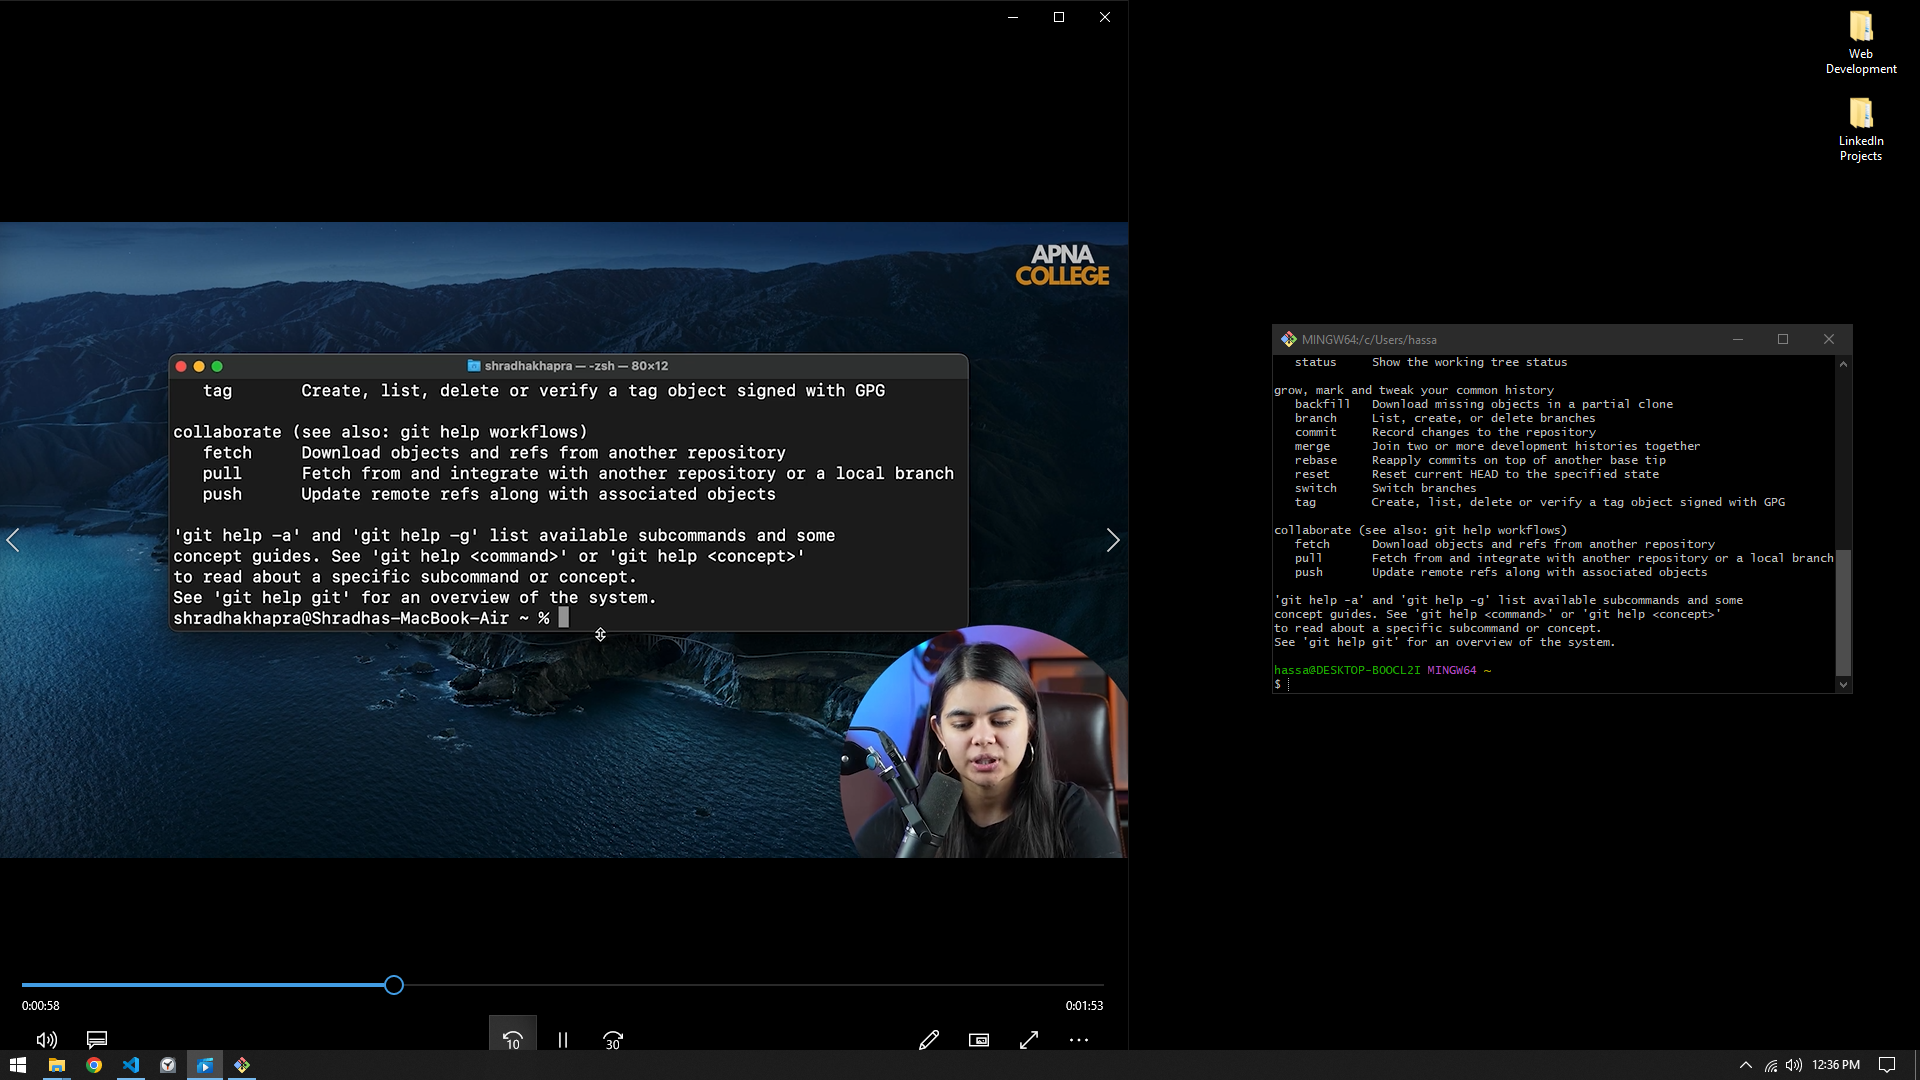 Web
Development
LinkedIn
Projects
APNA
COLLEGE
shradhakhapra — -zsh — 80×12
tag Create, list, delete or verify a tag object signed with GPG
collaborate (see also: git help workflows)
fetch Download objects and refs from another repository
pull Fetch from and integrate with another repository or a local branch
push Update remote refs along with associated objects
'git help -a' and 'git help -g' list available subcommands and some
concept guides. See 'git help <command>' or 'git help <concept>'
to read about a specific subcommand or concept.
See 'git help git' for an overview of the system.
shradhakhapra@Shradhas-MacBook-Air ~ %
MINGW64:/c/Users/hassa
status Show the working tree status
grow, mark and tweak your common history
backfill Download missing objects in a partial clone
branch List, create, or delete branches
commit Record changes to the repository
merge Join two or more development histories together
rebase Reapply commits on top of another base tip
reset Reset current HEAD to the specified state
switch Switch branches
tag Create, list, delete or verify a tag object signed with GPG
collaborate (see also: git help workflows)
fetch Download objects and refs from another repository
pull Fetch from and integrate with another repository or a local branch
push Update remote refs along with associated objects
'git help -a' and 'git help -g' list available subcommands and some
concept guides. See 'git help <command>' or 'git help <concept>'
to read about a specific subcommand or concept.
See 'git help git' for an overview of the system.
hassa@DESKTOP-BOOCL2I MINGW64 ~
$
0:00:58
0:01:53
10
30
12:36 PM